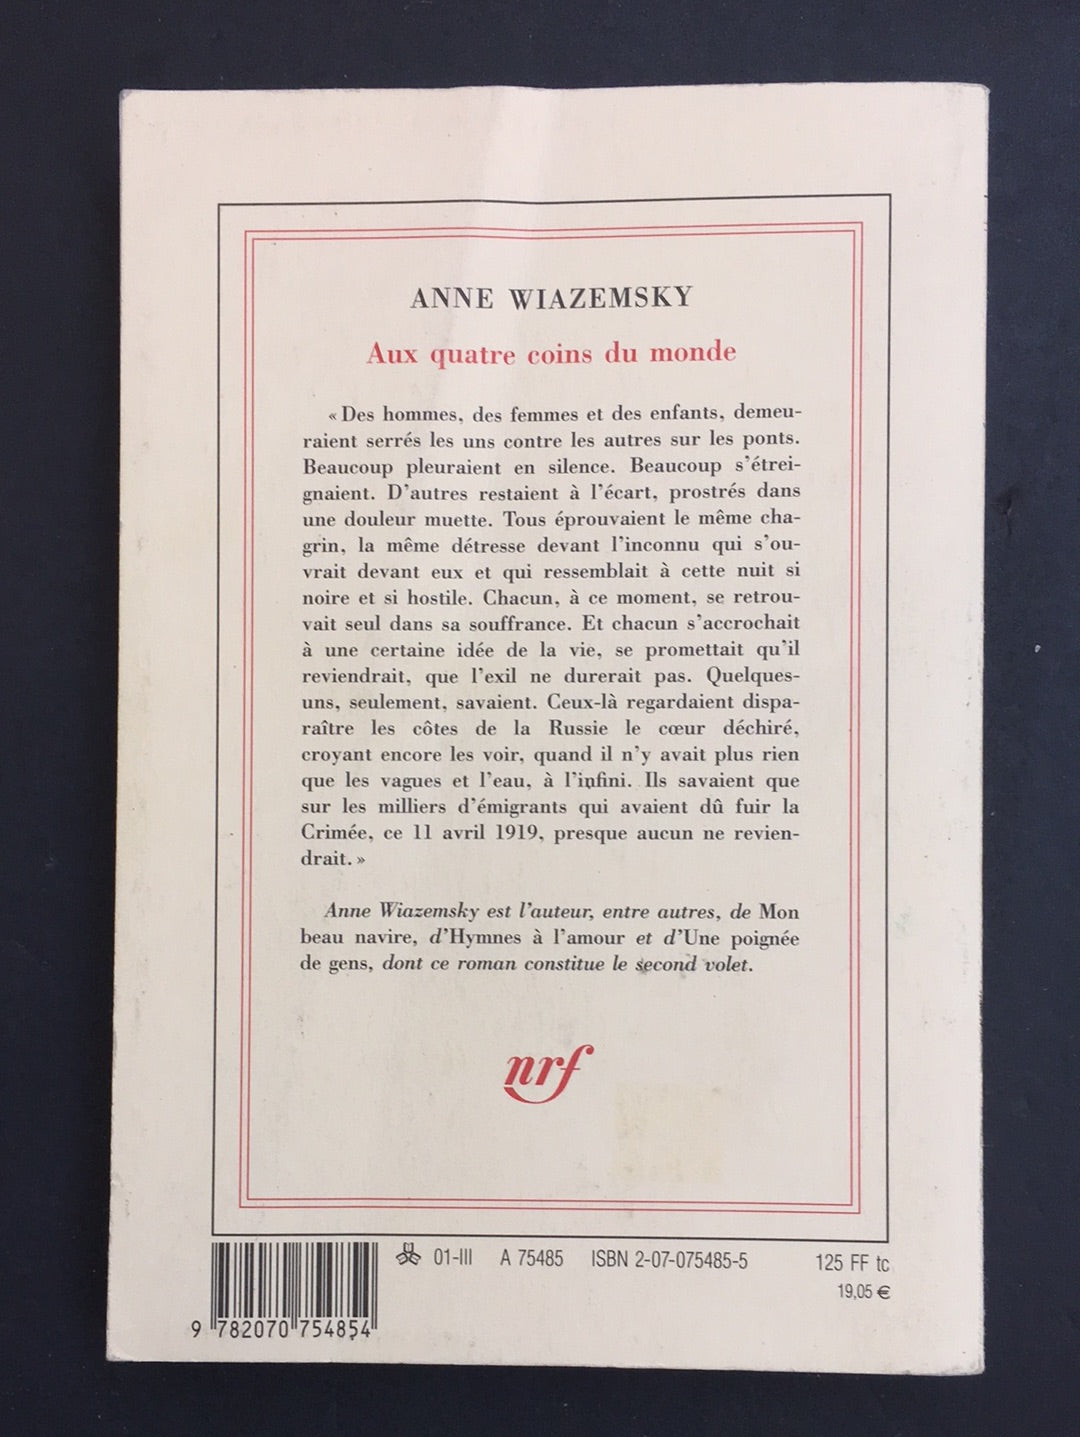 ANNE WIAZEMSKY
Aux quatre coins du monde
« Des hommes, des femmes et des enfants, demeu-
raient serrés les uns contre les autres sur les ponts.
Beaucoup pleuraient en silence. Beaucoup s'étrei-
gnaient. D'autres restaient à l'écart, prostrés dans
une douleur muette. Tous éprouvaient le même cha-
grin, la même détresse devant l'inconnu qui s'ou-
vrait devant eux et qui ressemblait à cette nuit si
noire et si hostile. Chacun, à ce moment, se retrou-
vait seul dans sa souffrance. Et chacun s'accrochait
à une certaine idée de la vie, se promettait qu'il
reviendrait, que l'exil ne durerait pas. Quelques-
uns, seulement, savaient. Ceux-là regardaient dispa-
raître les côtes de la Russie le cœur déchiré,
croyant encore les voir, quand il n'y avait plus rien
que les vagues et l'eau, à l'infini. Ils savaient que
sur les milliers d'émigrants qui avaient dû fuir la
Crimée, ce 11 avril 1919, presque aucun ne revien-
drait. »
Anne Wiazemsky est l'auteur, entre autres, de Mon
beau navire, d'Hymnes à l'amour et d'Une poignée
de gens, dont ce roman constitue le second volet.
nrf
01-III A 75485 ISBN 2-07-075485-5 125 FF tc
19,05 €
9 782070 754854